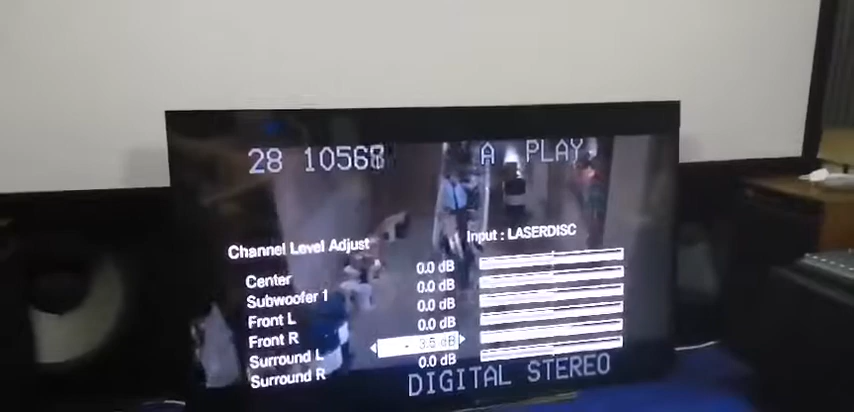 28 10567 A PLAY
Channel Level Adjust Input : LASERDISC
Center 0.0 dB
Subwoofer 1 0.0 dB
Front L 0.0 dB
Front R 0.0 dB
Surround L - 3.5 dB
Surround R 0.0 dB
DIGITAL STEREO